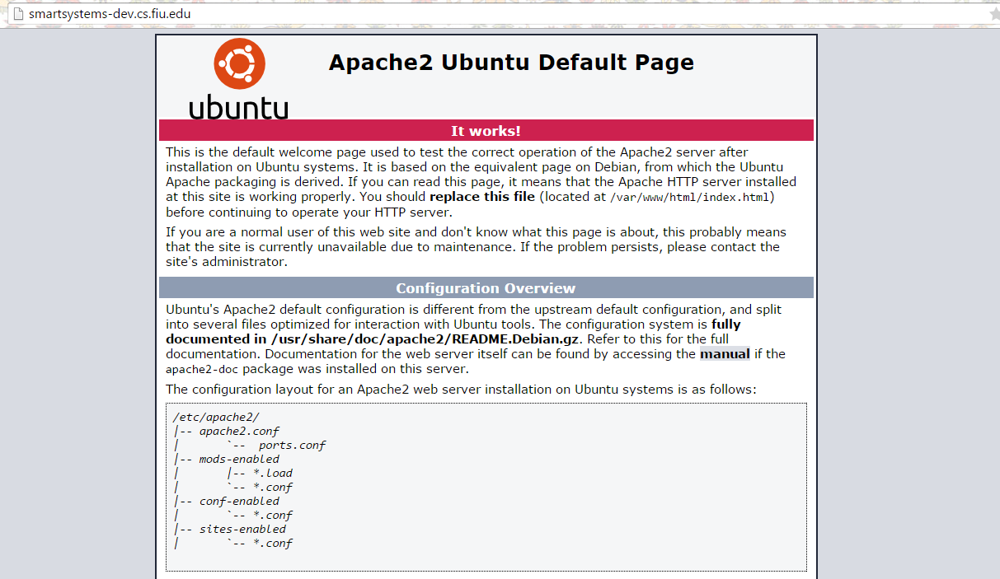 smartsystems-dev.cs.fiu.edu
ubuntu
Apache2 Ubuntu Default Page
It works!
This is the default welcome page used to test the correct operation of the Apache2 server after
installation on Ubuntu systems. It is based on the equivalent page on Debian, from which the Ubuntu
Apache packaging is derived. If you can read this page, it means that the Apache HTTP server installed
at this site is working properly. You should replace this file (located at /var/www/html/index.html)
before continuing to operate your HTTP server.
If you are a normal user of this web site and don't know what this page is about, this probably means
that the site is currently unavailable due to maintenance. If the problem persists, please contact the
site's administrator.
Configuration Overview
Ubuntu's Apache2 default configuration is different from the upstream default configuration, and split
into several files optimized for interaction with Ubuntu tools. The configuration system is fully
documented in /usr/share/doc/apache2/README.Debian.gz. Refer to this for the full
documentation. Documentation for the web server itself can be found by accessing the manual if the
apache2-doc package was installed on this server.
The configuration layout for an Apache2 web server installation on Ubuntu systems is as follows:
/etc/apache2/
|-- apache2.conf
|       `--  ports.conf
|-- mods-enabled
|       |-- *.load
|       `-- *.conf
|-- conf-enabled
|       `-- *.conf
|-- sites-enabled
|       `-- *.conf